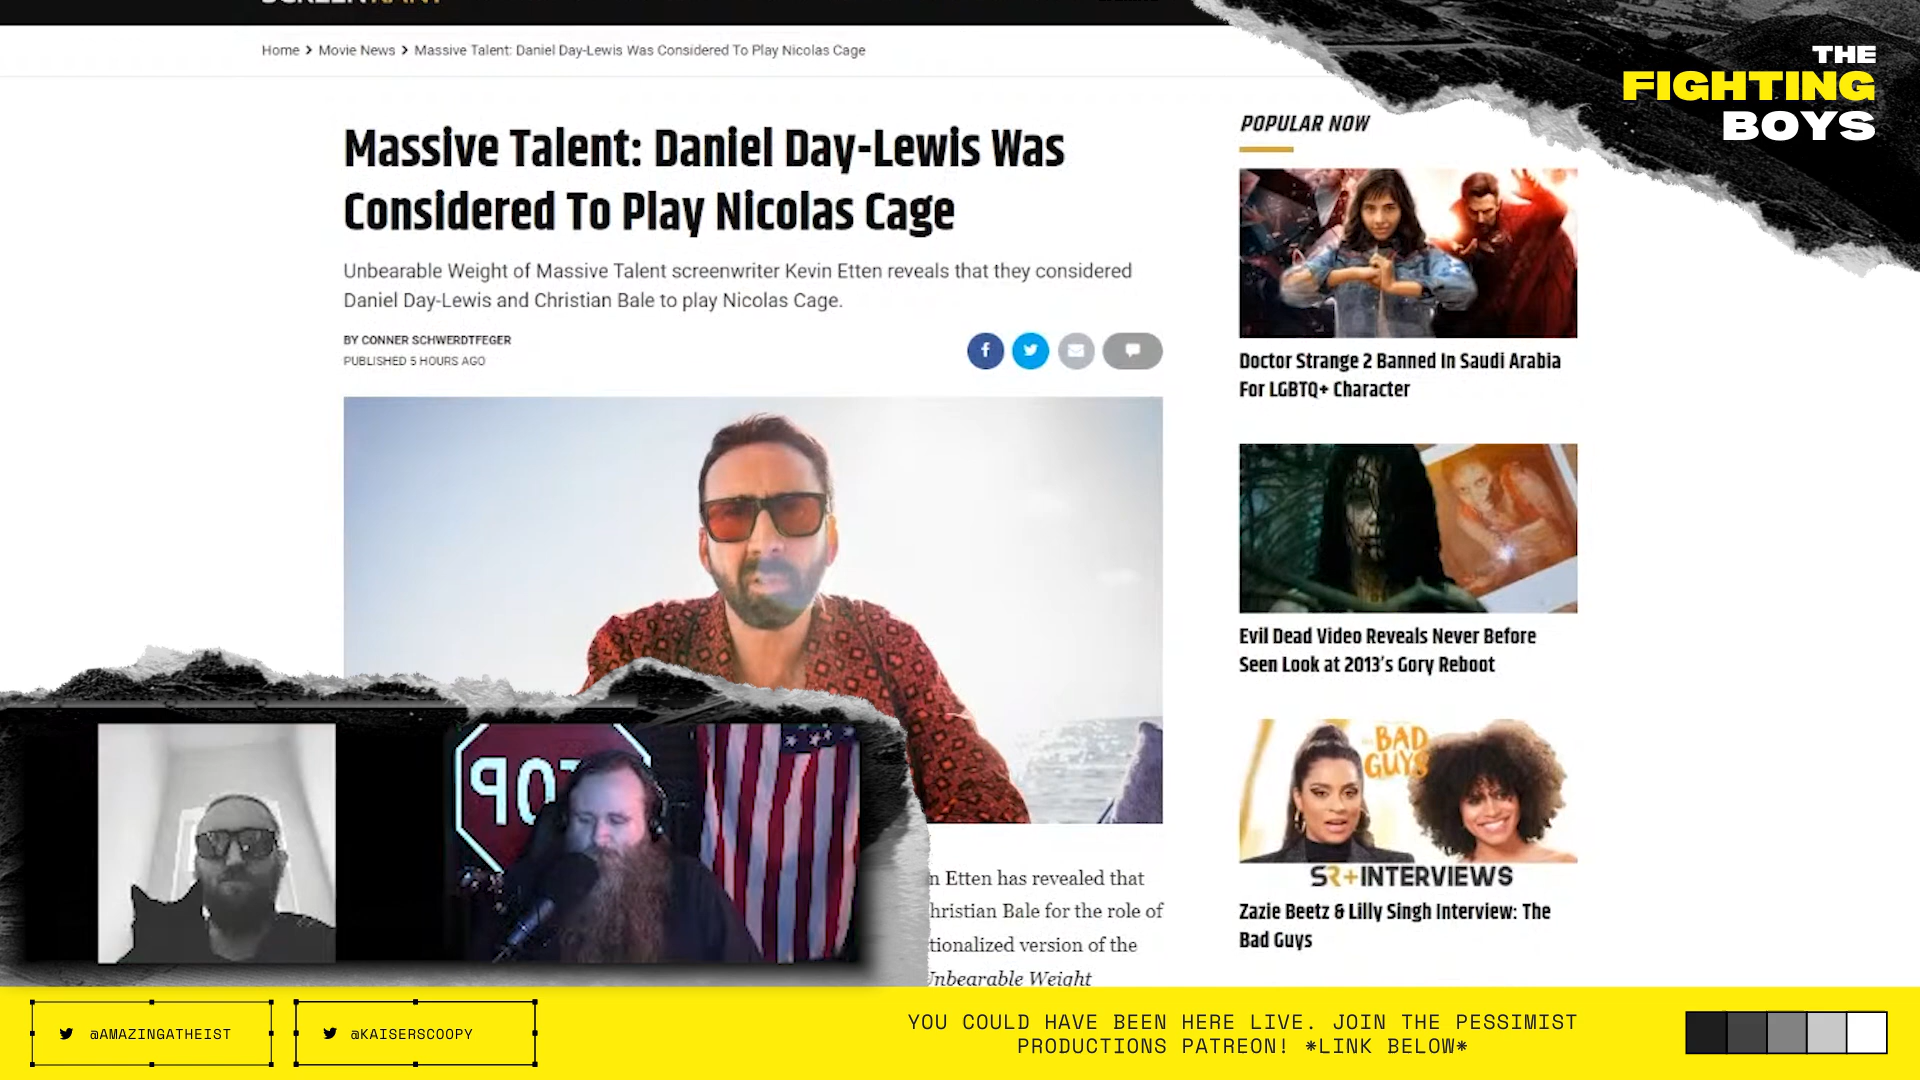 Home > Movie News > Massive Talent: Daniel Day-Lewis Was Considered To Play Nicolas Cage
THE
FIGHTING
BOYS
Massive Talent: Daniel Day-Lewis Was
Considered To Play Nicolas Cage
Unbearable Weight of Massive Talent screenwriter Kevin Etten reveals that they considered
Daniel Day-Lewis and Christian Bale to play Nicolas Cage.
BY CONNER SCHWERDTFEGER
PUBLISHED 5 HOURS AGO
POPULAR NOW
Doctor Strange 2 Banned In Saudi Arabia
For LGBTQ+ Character
Evil Dead Video Reveals Never Before
Seen Look at 2013's Gory Reboot
BAD
GUYS
SR+INTERVIEWS
Zazie Beetz & Lilly Singh Interview: The
Bad Guys
n Etten has revealed that
hristian Bale for the role of
tionalized version of the
Unbearable Weight
@AMAZINGATHEIST
@KAISERSCOOPY
YOU COULD HAVE BEEN HERE LIVE. JOIN THE PESSIMIST
PRODUCTIONS PATREON! *LINK BELOW*